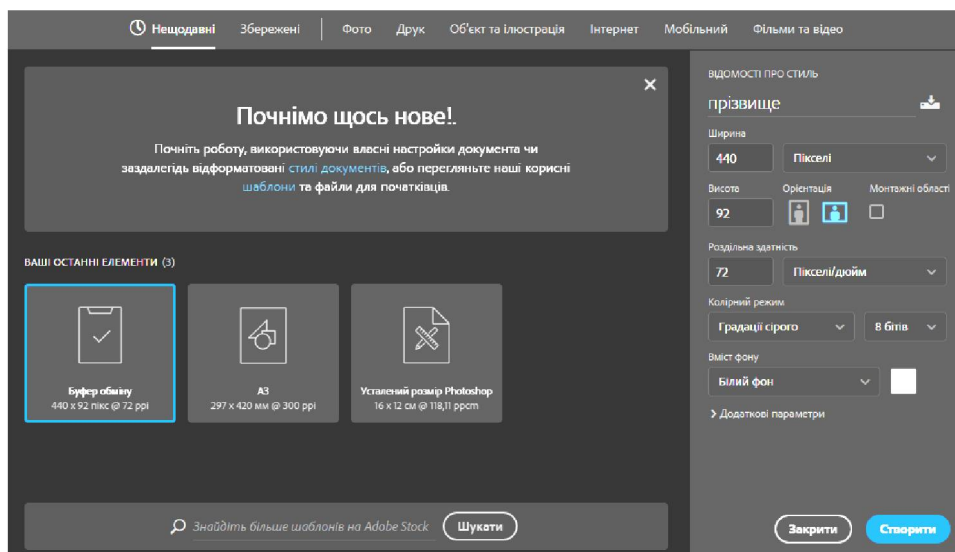 Нещодавні Збережені Фото Друк Об'єкт та ілюстрація Інтернет Мобільний Фільми та відео
Почнімо щось нове!.
Почніть роботу, використовуючи власні настройки документа чи
заздалегідь відформатовані стилі документів, або перегляньте наші корисні
шаблони та файли для початківців.
ВАШІ ОСТАННІ ЕЛЕМЕНТИ (3)
Буфер обміну
440 x 92 пікс @ 72 ppi
A3
297 x 420 мм @ 300 ppi
Усталений розмір Photoshop
16 x 12 см @ 118,11 ppcm
Знайдіть більше шаблонів на Adobe Stock Шукати
ВІДОМОСТІ ПРО СТИЛЬ
прізвище
Ширина
440 Пікселі
Висота Орієнтація Монтажні області
92
Роздільна здатність
72 Пікселі/дюйм
Колірний режим
Градації сірого 8 бітів
Вміст фону
Білий фон
Додаткові параметри
Закрити Створити